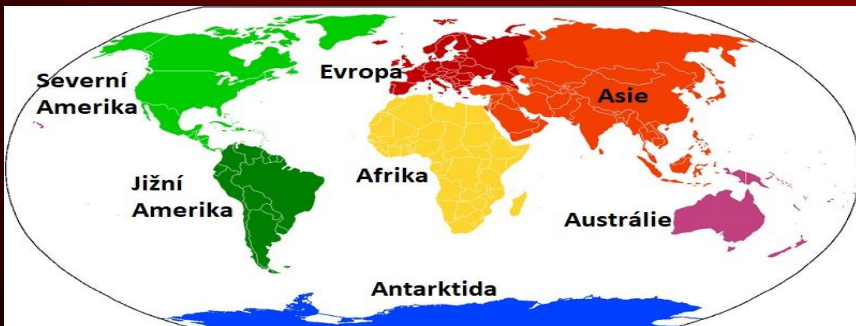 Severní
Amerika
Evropa
Asie
Jižní
Amerika
Afrika
Austrálie
Antarktida